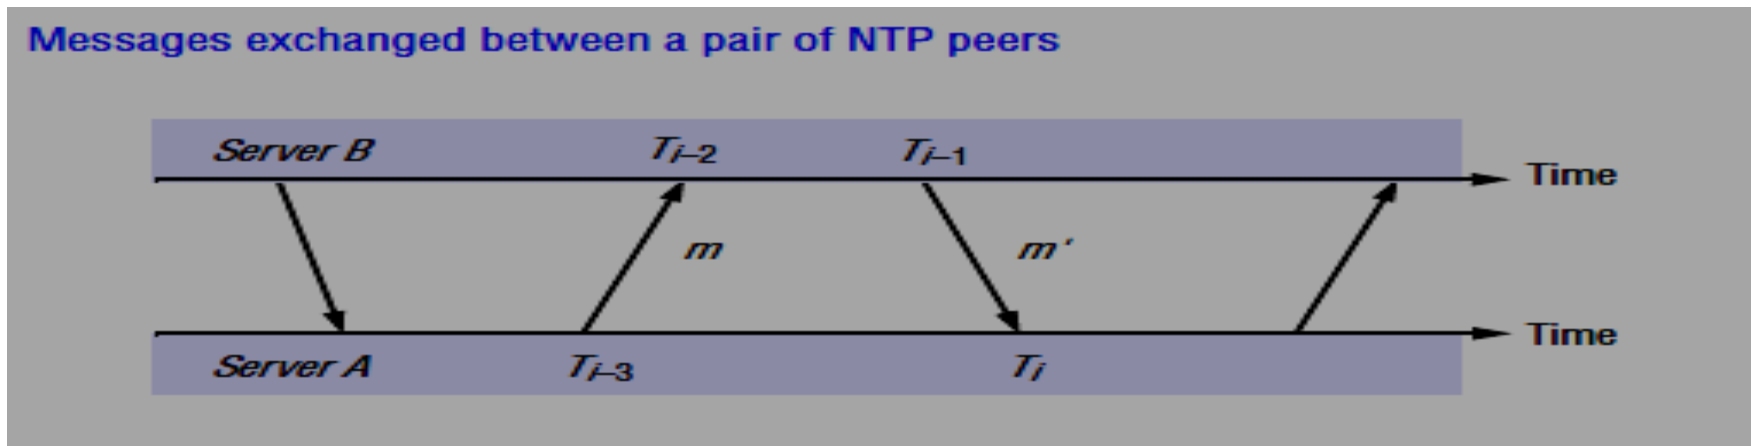 Messages exchanged between a pair of NTP peers
Server B Ti–2 Ti–1
Time
m m'
Time
Server A Ti–3 Ti